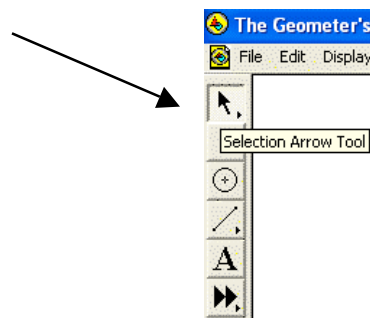 The Geometer's
File Edit Display
Selection Arrow Tool
A